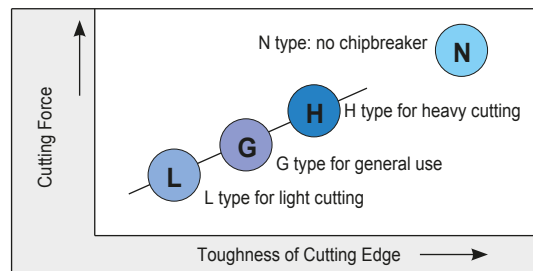 N type: no chipbreaker
N
H
H type for heavy cutting
G
G type for general use
L
L type for light cutting
Cutting Force
Toughness of Cutting Edge